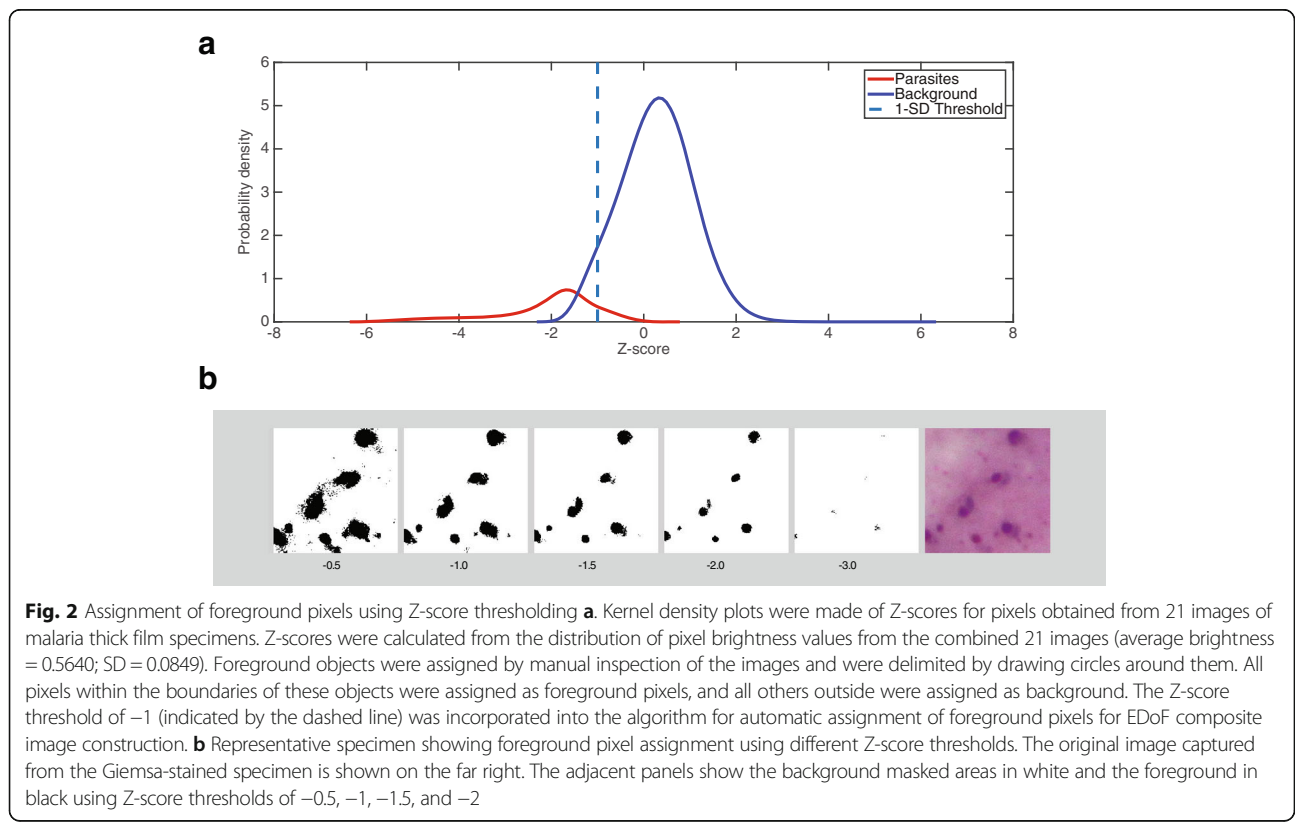 a
6
5
4
3
2
1
0
Probability density
-8 -6 -4 -2 0 2 4 6 8
Z-score
Parasites
Background
1-SD Threshold
b
-0.5 -1.0 -1.5 -2.0 -3.0
Fig. 2 Assignment of foreground pixels using Z-score thresholding a. Kernel density plots were made of Z-scores for pixels obtained from 21 images of
malaria thick film specimens. Z-scores were calculated from the distribution of pixel brightness values from the combined 21 images (average brightness
= 0.5640; SD = 0.0849). Foreground objects were assigned by manual inspection of the images and were delimited by drawing circles around them. All
pixels within the boundaries of these objects were assigned as foreground pixels, and all others outside were assigned as background. The Z-score
threshold of −1 (indicated by the dashed line) was incorporated into the algorithm for automatic assignment of foreground pixels for EDoF composite
image construction. b Representative specimen showing foreground pixel assignment using different Z-score thresholds. The original image captured
from the Giemsa-stained specimen is shown on the far right. The adjacent panels show the background masked areas in white and the foreground in
black using Z-score thresholds of −0.5, −1, −1.5, and −2